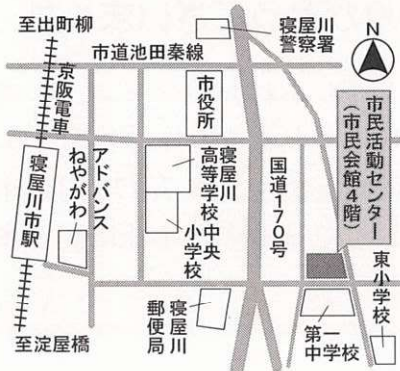 至出町柳
寝屋川
警察署
N
市道池田秦線
京阪電車
市役所
市民活動センター
(市民会館4階)
寝屋川市駅
アドバンス
ねやがわ
寝屋川
高等学校
中央
小学校
国道170号
東小学校
寝屋川
郵便局
第一
中学校
至淀屋橋